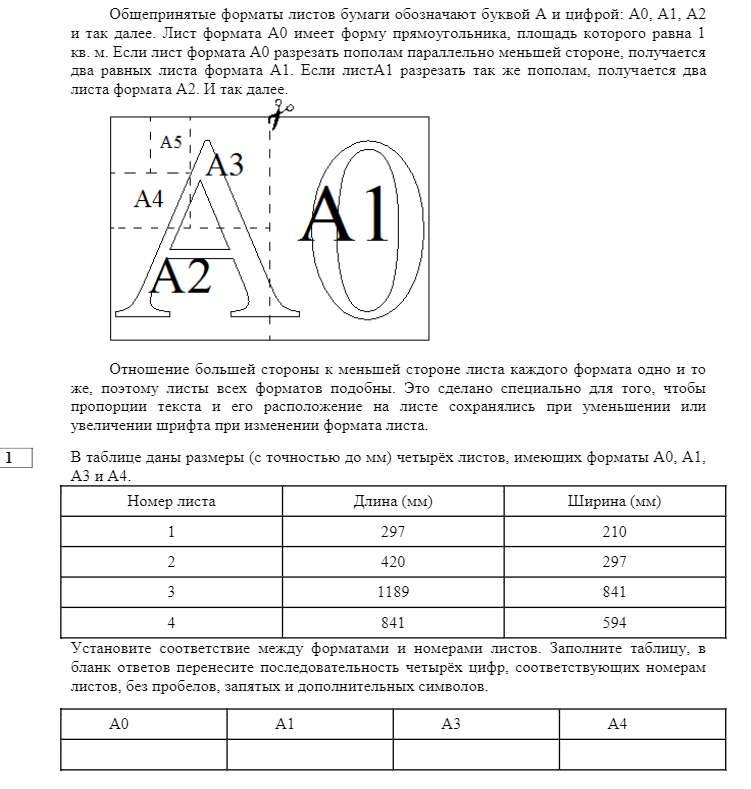 Общепринятые форматы листов бумаги обозначают буквой А и цифрой: А0, А1, А2
и так далее. Лист формата А0 имеет форму прямоугольника, площадь которого равна 1
кв. м. Если лист формата А0 разрезать пополам параллельно меньшей стороне, получается
два равных листа формата А1. Если листА1 разрезать так же пополам, получается два
листа формата А2. И так далее.
А5
А3
А4
А1
А2
А0
Отношение большей стороны к меньшей стороне листа каждого формата одно и то
же, поэтому листы всех форматов подобны. Это сделано специально для того, чтобы
пропорции текста и его расположение на листе сохранялись при уменьшении или
увеличении шрифта при изменении формата листа.
1
В таблице даны размеры (с точностью до мм) четырёх листов, имеющих форматы А0, А1,
А3 и А4.
Номер листа Длина (мм) Ширина (мм)
1 297 210
2 420 297
3 1189 841
4 841 594
Установите соответствие между форматами и номерами листов. Заполните таблицу, в
бланк ответов перенесите последовательность четырёх цифр, соответствующих номерам
листов, без пробелов, запятых и дополнительных символов.
А0 А1 А3 А4